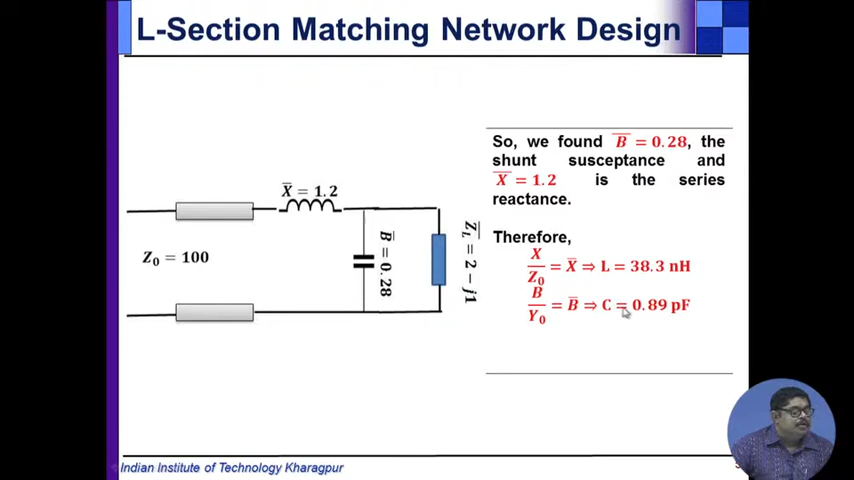 L-Section Matching Network Design
X̅ = 1.2
Z₀ = 100
B̅ = 0.28
Z̅_L = 2 − j1
So, we found B̅ = 0.28, the
shunt susceptance and
X̅ = 1.2 is the series
reactance.
Therefore,
X/Z₀ = X̅ ⇒ L = 38.3 nH
B/Y₀ = B̅ ⇒ C = 0.89 pF
Indian Institute of Technology Kharagpur